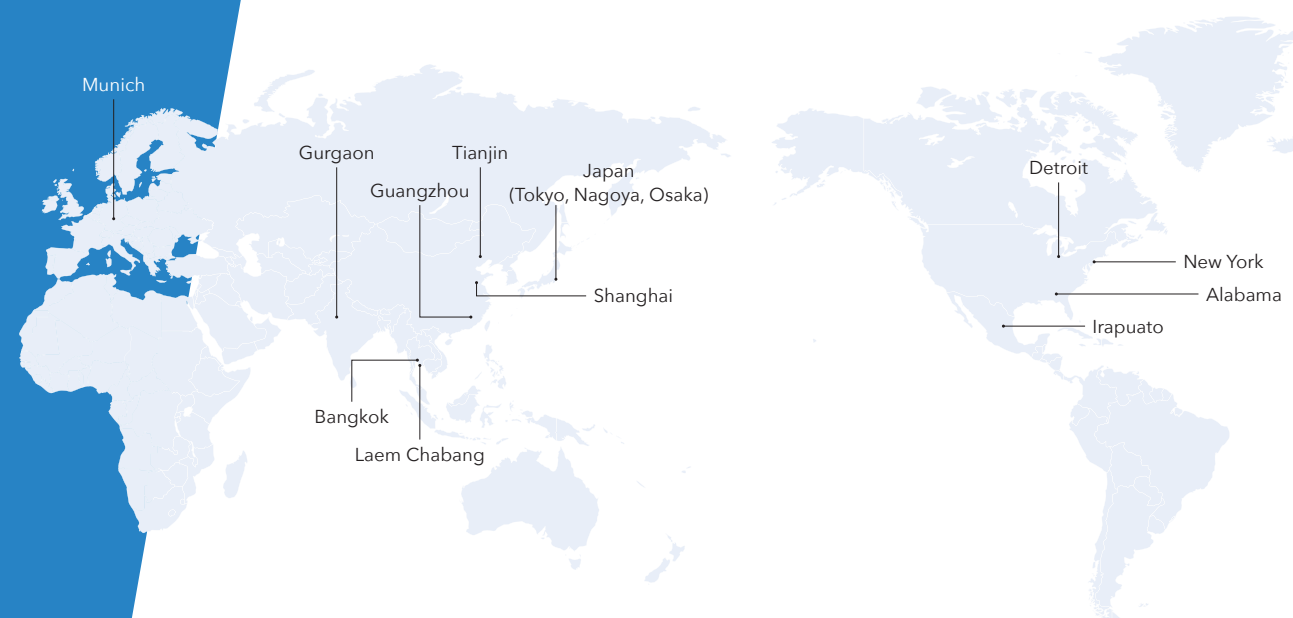 Munich
Gurgaon
Tianjin
Japan
(Tokyo, Nagoya, Osaka)
Guangzhou
Detroit
New York
Shanghai
Alabama
Irapuato
Bangkok
Laem Chabang